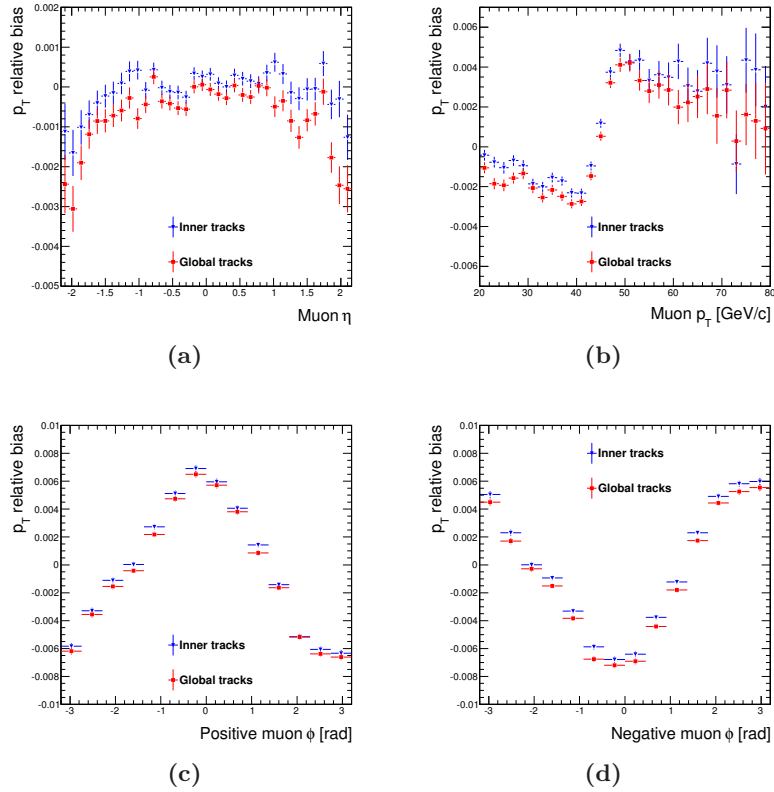 p_T relative bias
0.002
0.001
0
-0.001
-0.002
-0.003
-0.004
-0.005
Inner tracks
Global tracks
-2 -1.5 -1 -0.5 0 0.5 1 1.5 2
Muon η
(a)
p_T relative bias
0.006
0.004
0.002
0
-0.002
-0.004
-0.006
Inner tracks
Global tracks
20 30 40 50 60 70 80
Muon p_T [GeV/c]
(b)
p_T relative bias
0.01
0.008
0.006
0.004
0.002
0
-0.002
-0.004
-0.006
-0.008
-0.01
Inner tracks
Global tracks
-3 -2 -1 0 1 2 3
Positive muon ϕ [rad]
(c)
p_T relative bias
0.01
0.008
0.006
0.004
0.002
0
-0.002
-0.004
-0.006
-0.008
-0.01
Inner tracks
Global tracks
-3 -2 -1 0 1 2 3
Negative muon ϕ [rad]
(d)